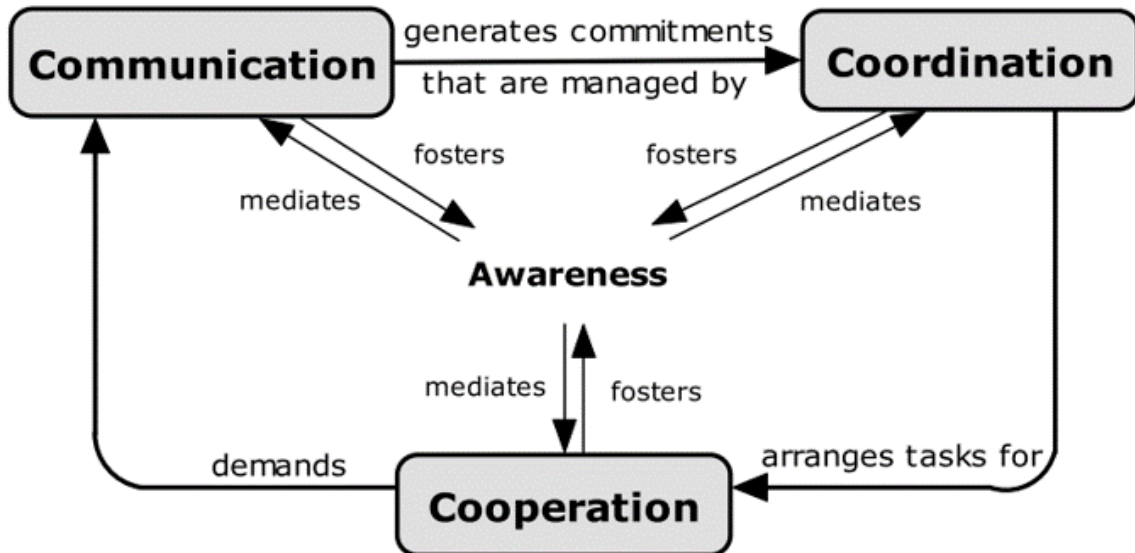 generates commitments
Communication
Coordination
that are managed by
fosters
fosters
mediates
mediates
Awareness
mediates
fosters
demands
arranges tasks for
Cooperation